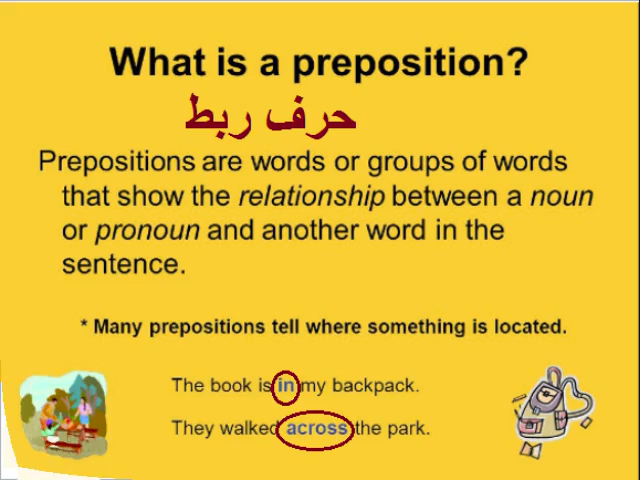 What is a preposition?
حرف ربط
Prepositions are words or groups of words
that show the relationship between a noun
or pronoun and another word in the
sentence.
* Many prepositions tell where something is located.
The book is in my backpack.
They walked across the park.